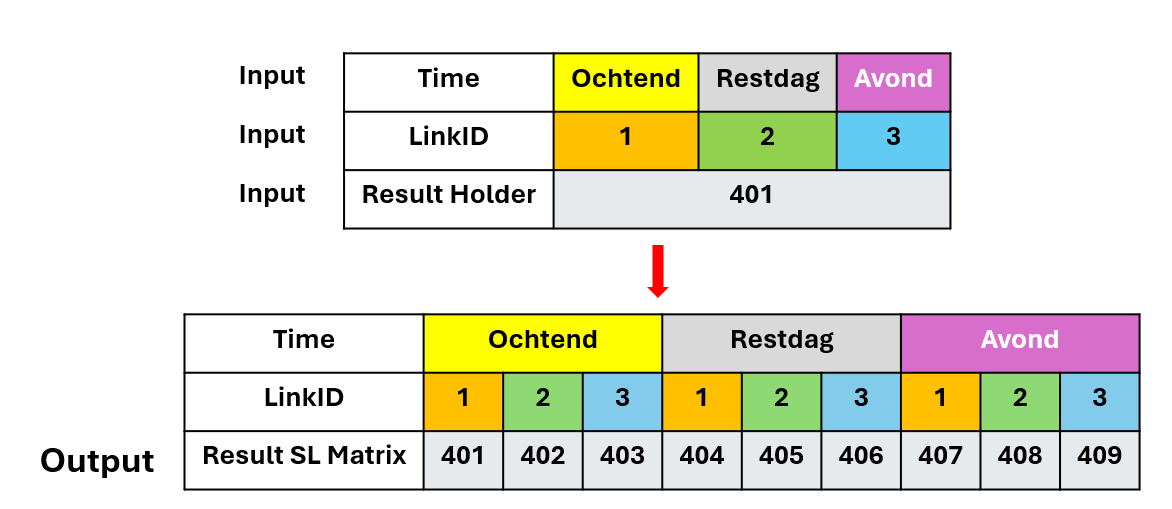 Input Time Ochtend Restdag Avond
Input LinkID 1 2 3
Input Result Holder 401
Time Ochtend Restdag Avond
LinkID 1 2 3 1 2 3 1 2 3
Output Result SL Matrix 401 402 403 404 405 406 407 408 409